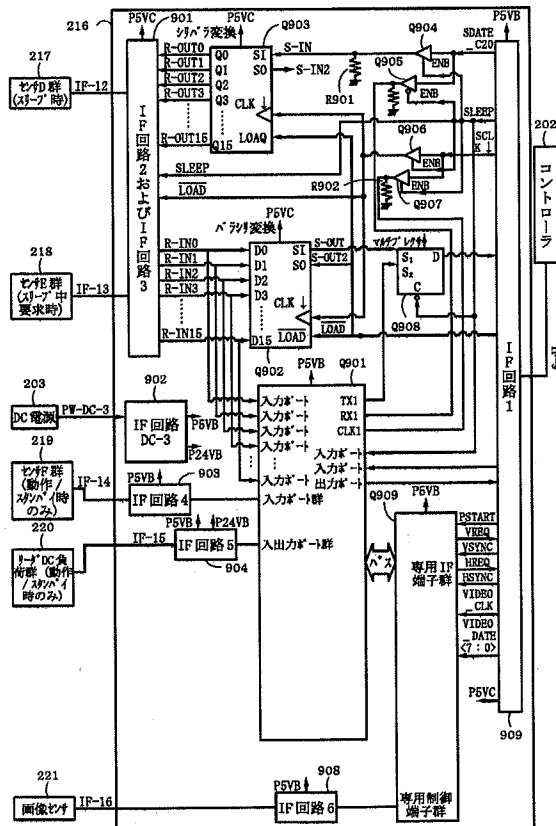 216
901
P5VC
P5VC
Q903
シリパラ変換
Q904
P5VB
217
センサD群
(スリープ時)
IF-12
R-OUT0
R-OUT1
R-OUT2
R-OUT3
R-OUT15
Q0
Q1
Q2
Q3
Q15
SI
SO
CLK
LOAQ
S-IN
S-IN2
R901
ENB
Q905
ENB
Q906
ENB
R902
Q907
ENB
SDATE
_C20
SLEEP
SCL
K
202
コントローラ
IF回路2およびIF回路3
SLEEP
LOAD
218
センサE群
(スリープ中
要求時)
IF-13
R-IN0
R-IN1
R-IN2
R-IN3
R-IN15
パラシリ変換
P5VC
D0
D1
D2
D3
D15
SI
SO
CLK
LOAD
Q902
S-OUT
S-OUT2
LOAD
マルチプレクタ
S1
S2
D
C
Q908
IF回路1
203
DC電源
PW-DC-3
902
IF回路
DC-3
P5VB
P24VB
Q901
P5VB
入力ポート
入力ポート
入力ポート
入力ポート
入力ポート
TX1
RX1
CLK1
入力ポート
入力ポート
出力ポート
219
センサF群
(動作/
スタンバイ時
のみ)
IF-14
P5VB
903
IF回路4
入力ポート群
220
リーダDC負
荷群(動作
/スタンバイ
時のみ)
IF-15
P5VB
P24VB
IF回路5
904
入出力ポート群
バス
Q909
P5VB
専用IF
端子群
PSTART
VREQ
VSYNC
HREQ
HSYNC
VIDEO
_CLK
VIDEO
_DATE
<7:0>
P5VC
909
221
画像センサ
IF-16
P5VB
908
IF回路6
専用制御
端子群